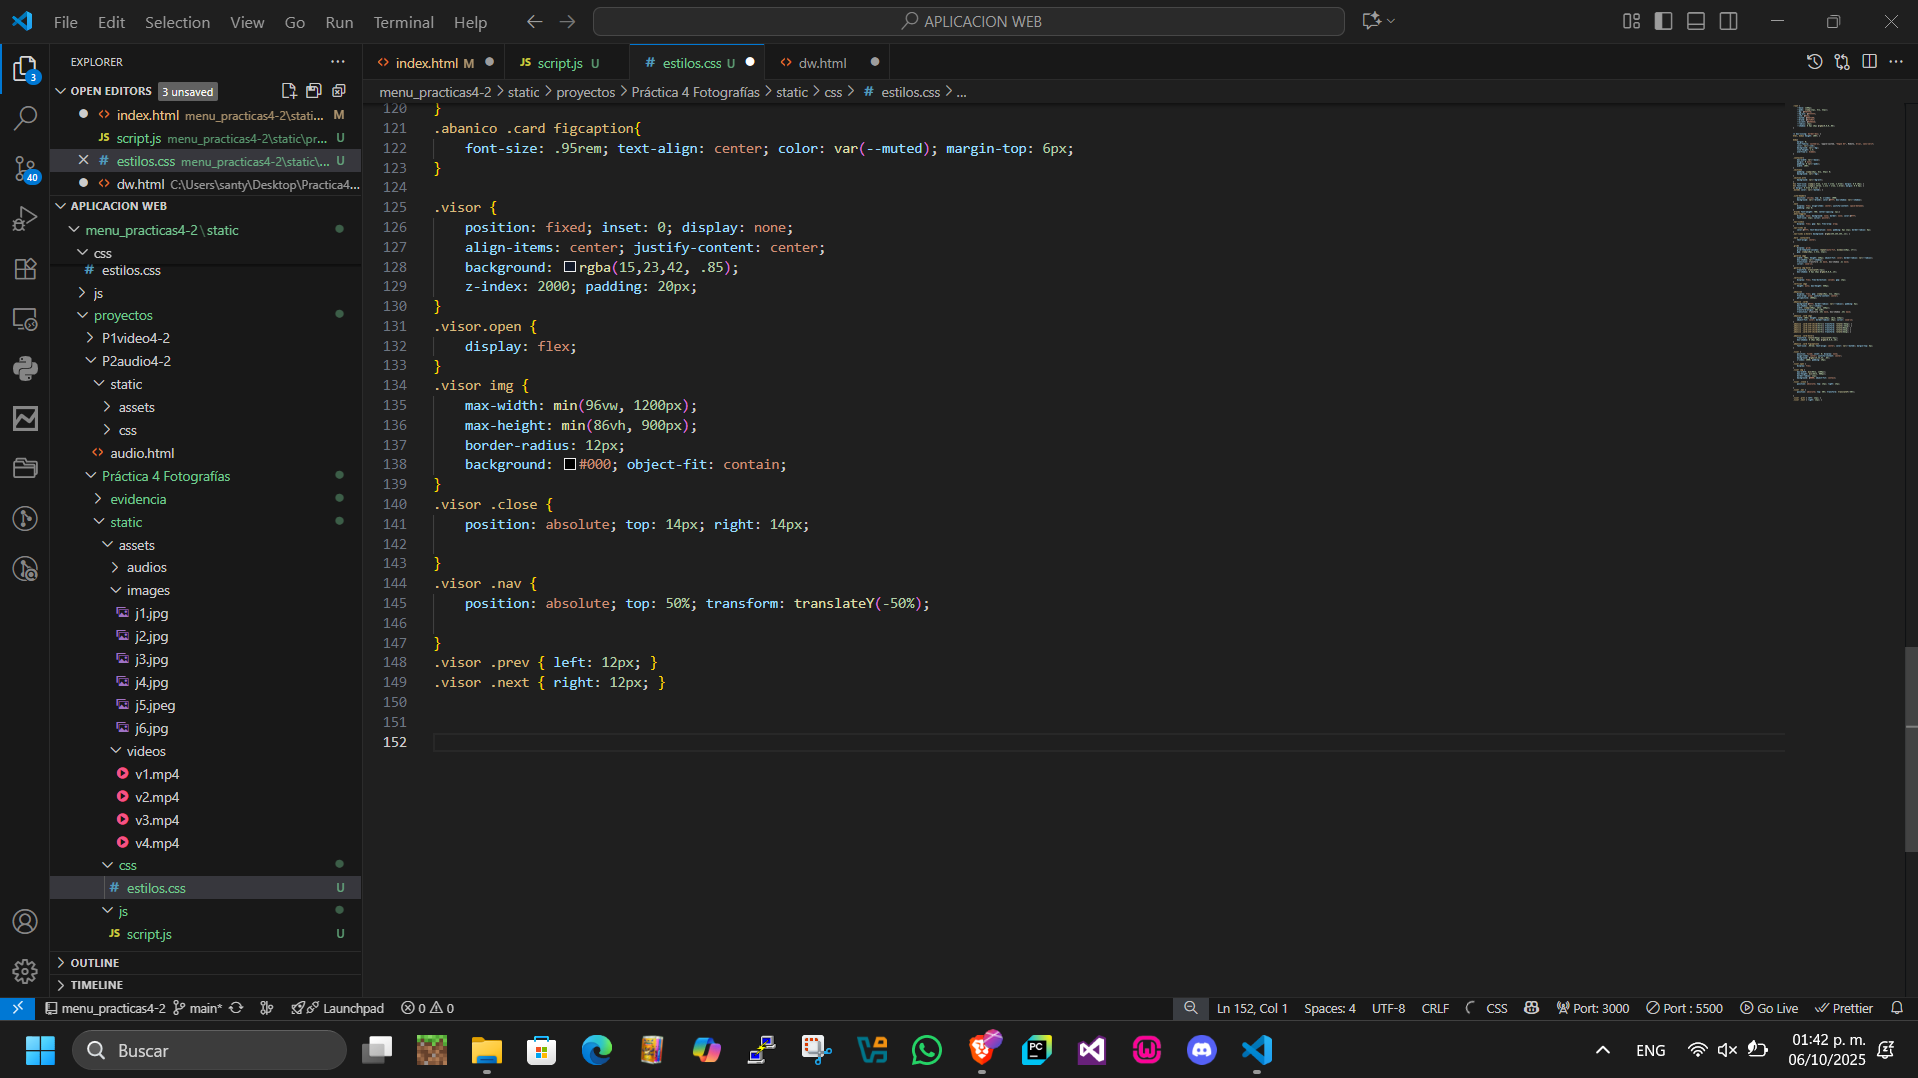 File Edit Selection View Go Run Terminal Help
APLICACION WEB
EXPLORER
OPEN EDITORS 3 unsaved
index.html menu_practicas4-2\stati... M
JS script.js menu_practicas4-2\static\pr... U
# estilos.css menu_practicas4-2\static\... U
dw.html C:\Users\santy\Desktop\Practica4...
APLICACION WEB
menu_practicas4-2\static
css
# estilos.css
js
proyectos
P1video4-2
P2audio4-2
static
assets
css
audio.html
Práctica 4 Fotografías
evidencia
static
assets
audios
images
j1.jpg
j2.jpg
j3.jpg
j4.jpg
j5.jpeg
j6.jpg
videos
v1.mp4
v2.mp4
v3.mp4
v4.mp4
css
# estilos.css U
js
JS script.js U
OUTLINE
TIMELINE
3
40
index.html M
JS script.js U
# estilos.css U
dw.html
menu_practicas4-2 > static > proyectos > Práctica 4 Fotografías > static > css > # estilos.css > ...
120 }
121 .abanico .card figcaption{
122 font-size: .95rem; text-align: center; color: var(--muted); margin-top: 6px;
123 }
124
125 .visor {
126 position: fixed; inset: 0; display: none;
127 align-items: center; justify-content: center;
128 background: rgba(15,23,42, .85);
129 z-index: 2000; padding: 20px;
130 }
131 .visor.open {
132 display: flex;
133 }
134 .visor img {
135 max-width: min(96vw, 1200px);
136 max-height: min(86vh, 900px);
137 border-radius: 12px;
138 background: #000; object-fit: contain;
139 }
140 .visor .close {
141 position: absolute; top: 14px; right: 14px;
142
143 }
144 .visor .nav {
145 position: absolute; top: 50%; transform: translateY(-50%);
146
147 }
148 .visor .prev { left: 12px; }
149 .visor .next { right: 12px; }
150
151
152
menu_practicas4-2 main* Launchpad 0 0
Ln 152, Col 1 Spaces: 4 UTF-8 CRLF CSS Port: 3000 Port : 5500 Go Live Prettier
Buscar
PC
ENG
01:42 p. m.
06/10/2025